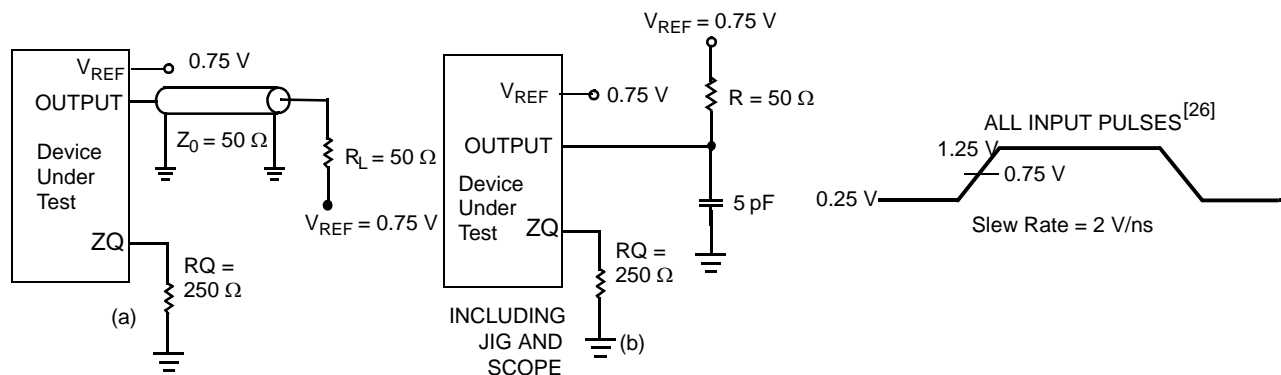 V_REF
0.75 V
OUTPUT
Z_0 = 50 Ω
Device
Under
Test
R_L = 50 Ω
V_REF = 0.75 V
ZQ
RQ =
250 Ω
(a)
V_REF = 0.75 V
V_REF
0.75 V
R = 50 Ω
OUTPUT
Device
Under
Test
5 pF
ZQ
RQ =
250 Ω
INCLUDING
JIG AND
SCOPE
(b)
ALL INPUT PULSES[26]
1.25 V
0.75 V
0.25 V
Slew Rate = 2 V/ns